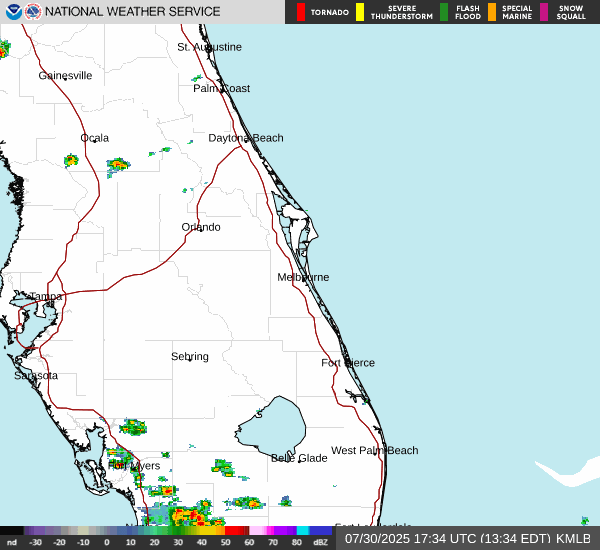 NATIONAL WEATHER SERVICE
TORNADO
SEVERE THUNDERSTORM
FLASH FLOOD
SPECIAL MARINE
SNOW SQUALL
St. Augustine
Gainesville
Palm Coast
Ocala
Daytona Beach
Orlando
Melbourne
Tampa
Sebring
Fort Pierce
Sarasota
West Palm Beach
Belle Glade
Fort Myers
nd -30 -20 -10 0 10 20 30 40 50 60 70 80 dBZ
07/30/2025 17:34 UTC (13:34 EDT) KMLB